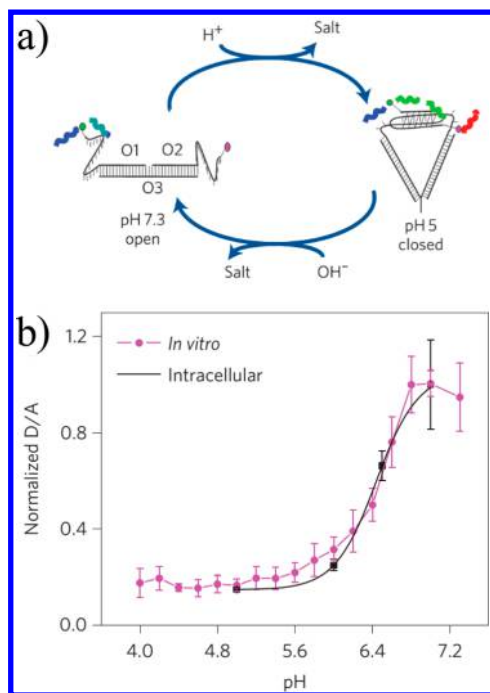 a)
H+
Salt
O1
O2
O3
pH 7.3
open
pH 5
closed
Salt
OH−
b)
1.2
0.8
0.4
0.0
Normalized D/A
In vitro
Intracellular
4.0 4.8 5.6 6.4 7.2
pH